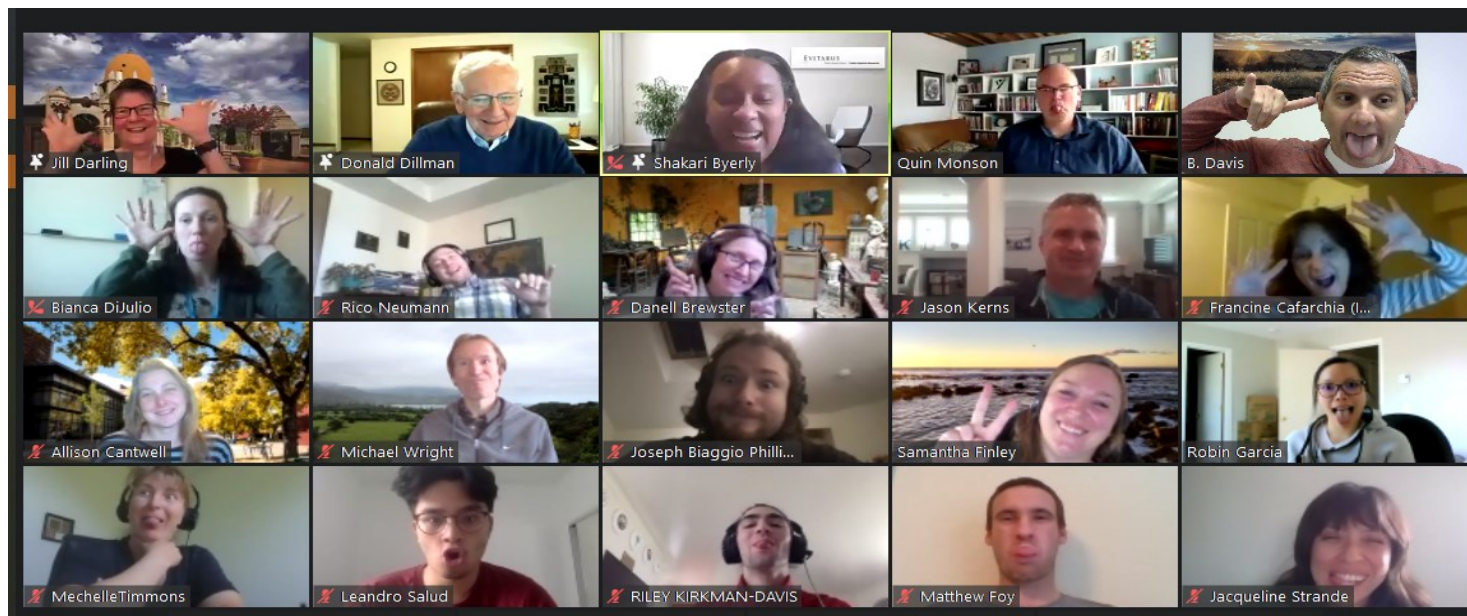 EVITARUS
Jill Darling
Donald Dillman
Shakari Byerly
Quin Monson
B. Davis
Bianca DiJulio
Rico Neumann
Danell Brewster
Jason Kerns
Francine Cafarchia (I...
Allison Cantwell
Michael Wright
Joseph Biaggio Philli...
Samantha Finley
Robin Garcia
MechelleTimmons
Leandro Salud
RILEY KIRKMAN-DAVIS
Matthew Foy
Jacqueline Strande